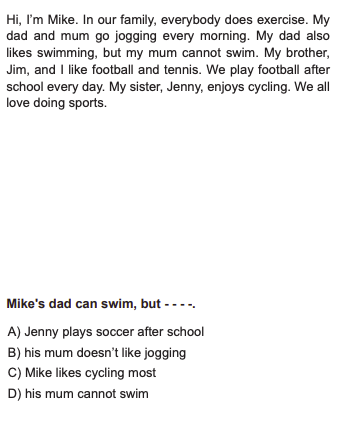 Hi, I'm Mike. In our family, everybody does exercise. My
dad and mum go jogging every morning. My dad also
likes swimming, but my mum cannot swim. My brother,
Jim, and I like football and tennis. We play football after
school every day. My sister, Jenny, enjoys cycling. We all
love doing sports.
Mike's dad can swim, but - - - -.
A) Jenny plays soccer after school
B) his mum doesn't like jogging
C) Mike likes cycling most
D) his mum cannot swim